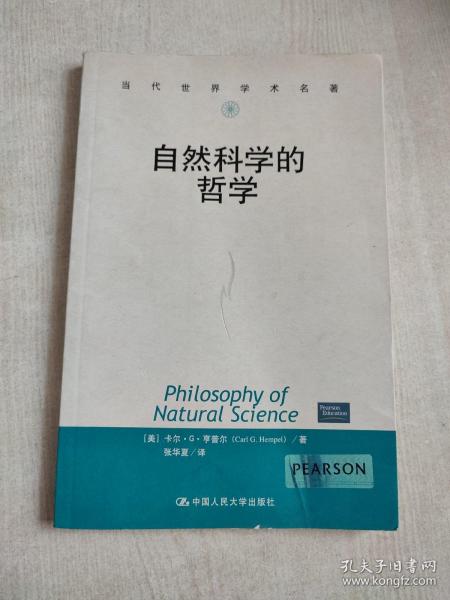 当代世界学术名著
自然科学的
哲学
Philosophy of
Natural Science
Pearson
Education
［美］卡尔·G·亨普尔（Carl G. Hempel）／著
张华夏／译
PEARSON
中国人民大学出版社
孔夫子旧书网
www.kongfz.com